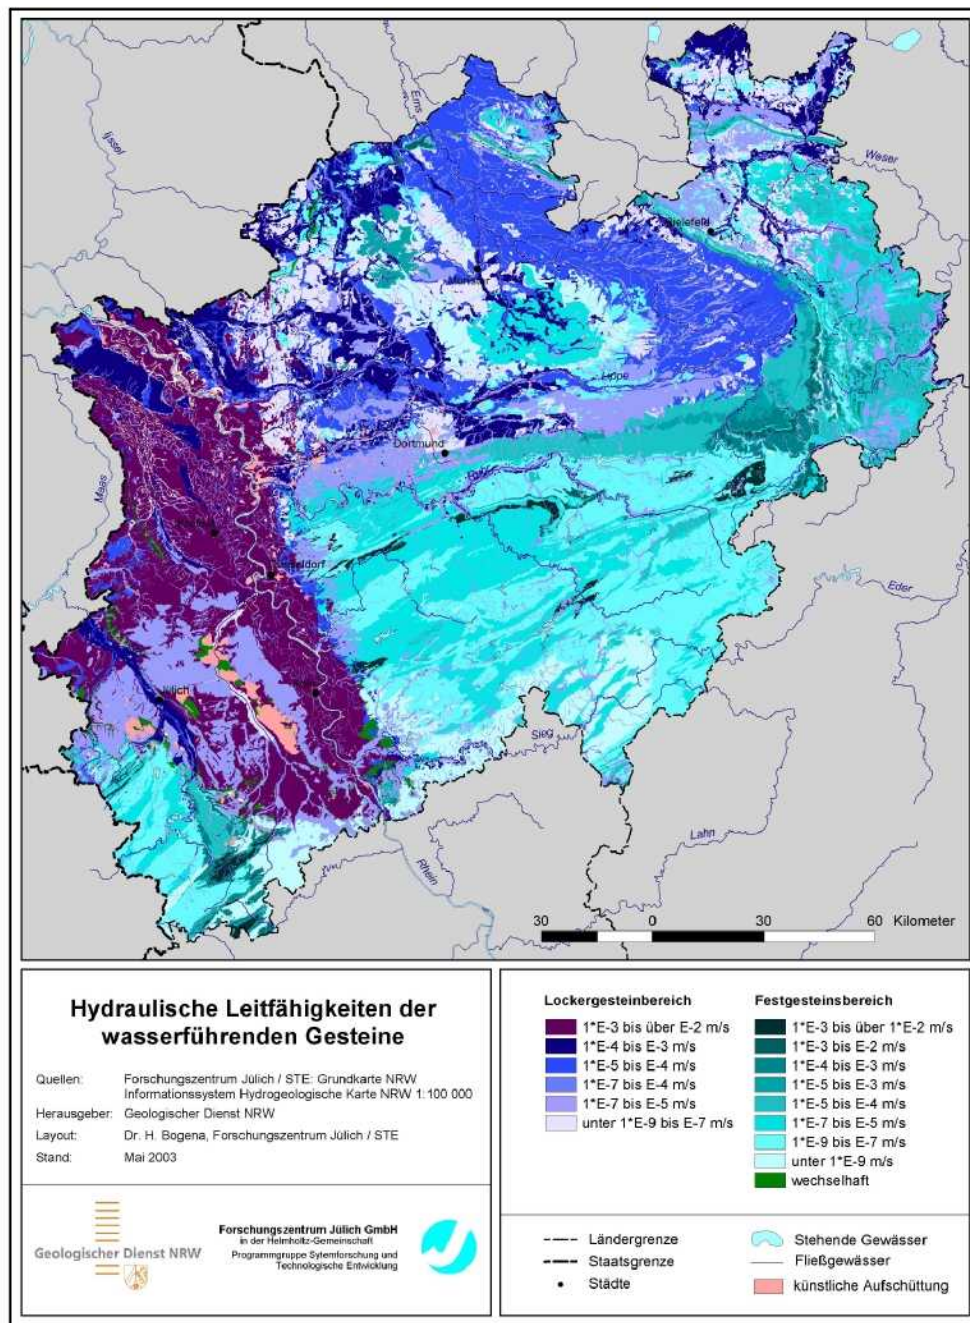 Ems
Ijssel
Weser
Bielefeld
Lippe
Dortmund
Maas
Eder
Jülich
Sieg
Lahn
Rhein
30 0 30 60 Kilometer
Hydraulische Leitfähigkeiten der
wasserführenden Gesteine
Quellen: Forschungszentrum Jülich / STE: Grundkarte NRW
Informationssystem Hydrogeologische Karte NRW 1:100 000
Herausgeber: Geologischer Dienst NRW
Layout: Dr. H. Bogena, Forschungszentrum Jülich / STE
Stand: Mai 2003
Geologischer Dienst NRW
Forschungszentrum Jülich GmbH
in der Helmholtz-Gemeinschaft
Programmgruppe Sytemforschung und
Technologische Entwicklung
Lockergesteinbereich
1*E-3 bis über E-2 m/s
1*E-4 bis E-3 m/s
1*E-5 bis E-4 m/s
1*E-7 bis E-4 m/s
1*E-7 bis E-5 m/s
unter 1*E-9 bis E-7 m/s
Festgesteinsbereich
1*E-3 bis über 1*E-2 m/s
1*E-3 bis E-2 m/s
1*E-4 bis E-3 m/s
1*E-5 bis E-3 m/s
1*E-5 bis E-4 m/s
1*E-7 bis E-5 m/s
1*E-9 bis E-7 m/s
unter 1*E-9 m/s
wechselhaft
Ländergrenze
Staatsgrenze
Städte
Stehende Gewässer
Fließgewässer
künstliche Aufschüttung